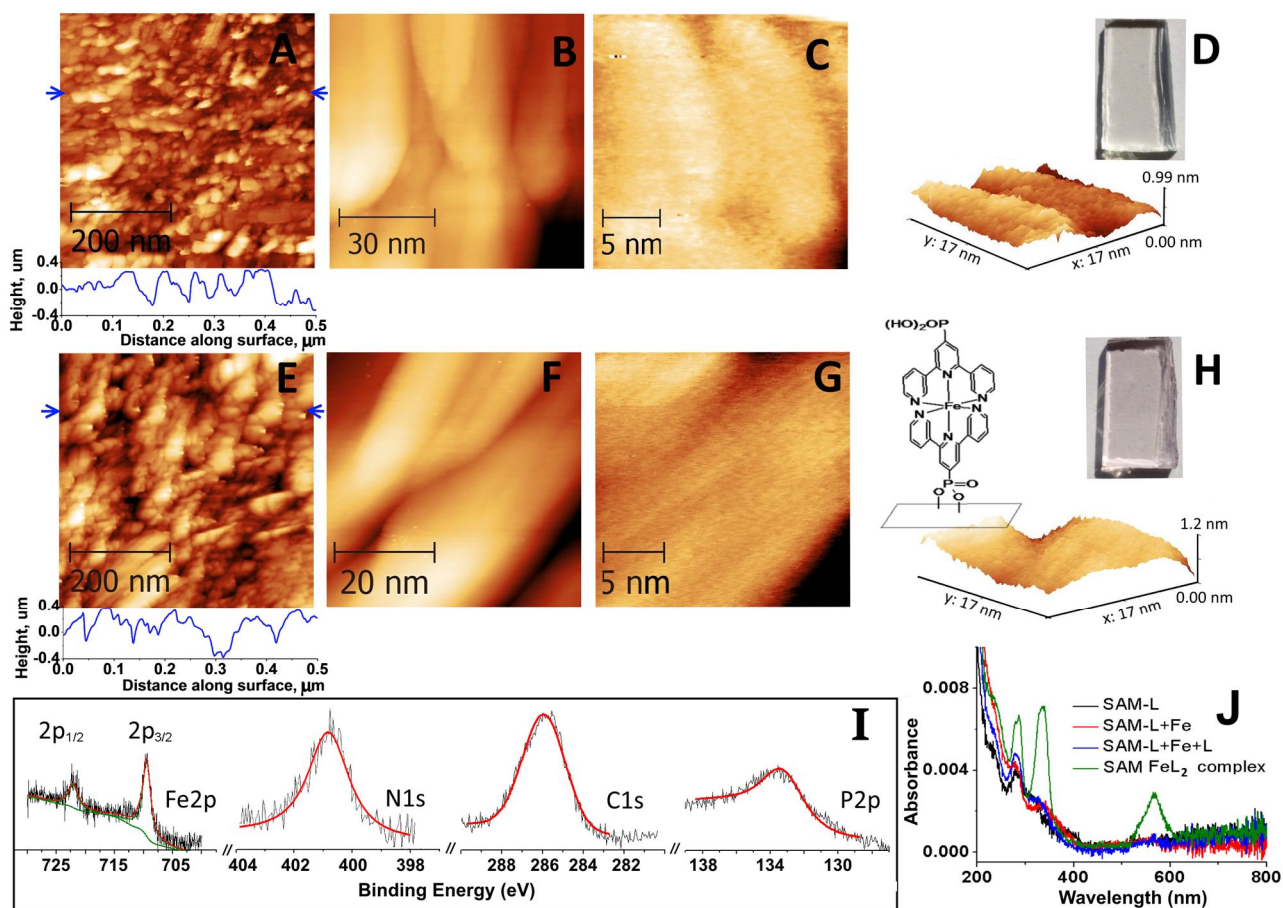 A
200 nm
Height, um
0.4
0.0
-0.4
0.0 0.1 0.2 0.3 0.4 0.5
Distance along surface, μm
B
30 nm
C
5 nm
D
0.99 nm
0.00 nm
y: 17 nm
x: 17 nm
E
200 nm
Height, um
0.4
0.0
-0.4
0.0 0.1 0.2 0.3 0.4 0.5
Distance along surface, μm
F
20 nm
G
5 nm
(HO)₂OP
N
N N
Fe
N N
N
P=O
O O
H
1.2 nm
0.00 nm
y: 17 nm
x: 17 nm
I
2p1/2
2p3/2
Fe2p
N1s
C1s
P2p
725 715 705 // 404 402 400 398 // 288 286 284 282 // 138 134 130
Binding Energy (eV)
J
SAM-L
SAM-L+Fe
SAM-L+Fe+L
SAM FeL₂ complex
Absorbance
0.008
0.004
0.000
200 300 400 500 600 700 800
Wavelength (nm)